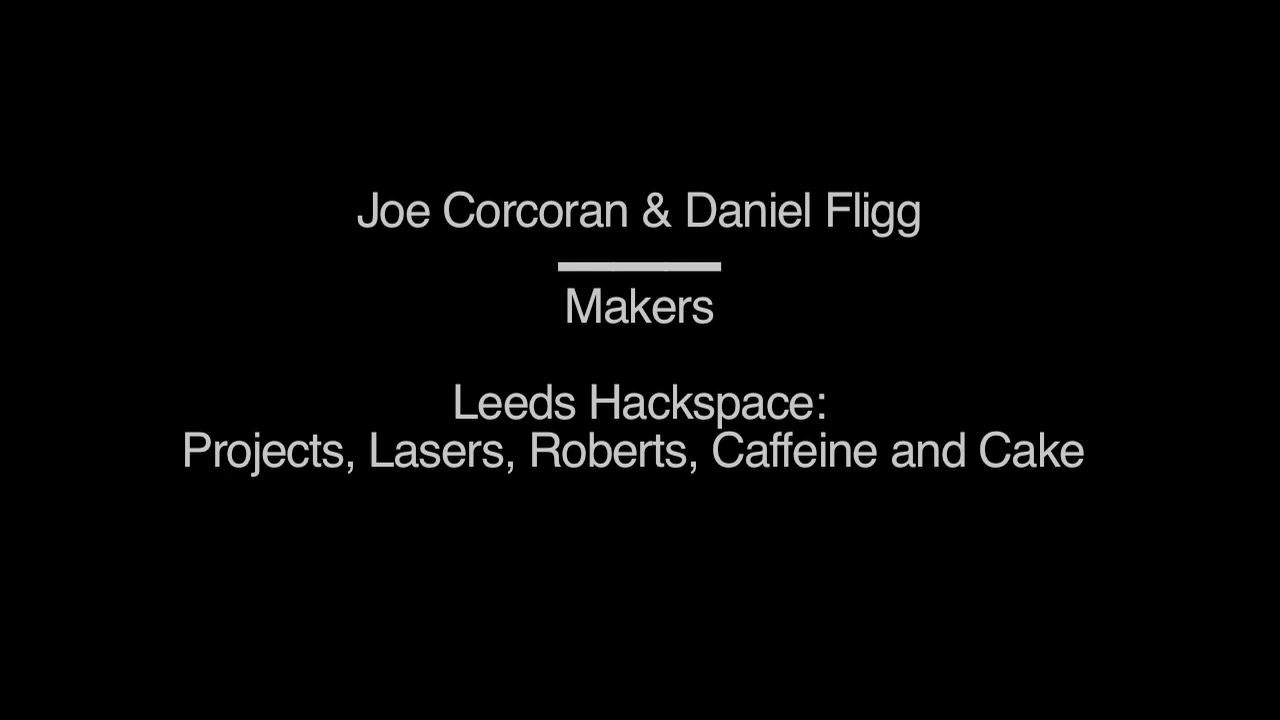 Joe Corcoran & Daniel Fligg
Makers
Leeds Hackspace:
Projects, Lasers, Roberts, Caffeine and Cake